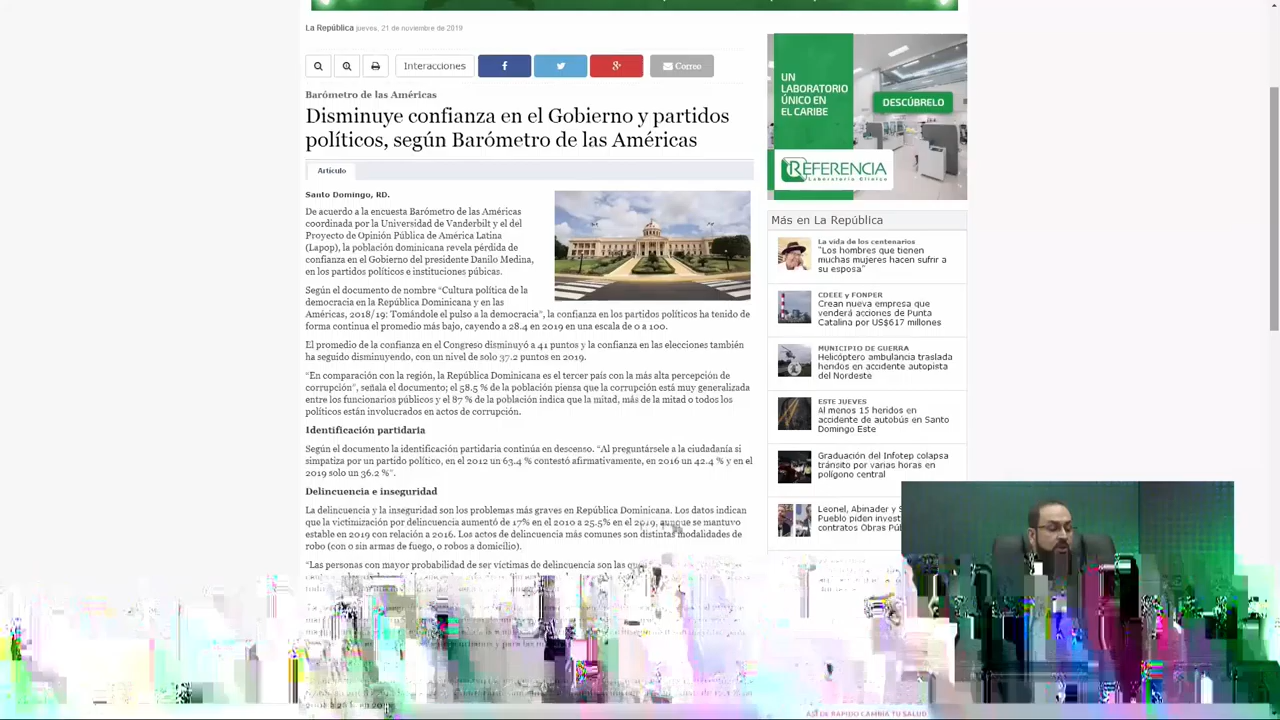 La República jueves, 21 de noviembre de 2019
Interacciones
Correo
Barómetro de las Américas
Disminuye confianza en el Gobierno y partidos
políticos, según Barómetro de las Américas
Artículo
Santo Domingo, RD.
De acuerdo a la encuesta Barómetro de las Américas
coordinada por la Universidad de Vanderbilt y el del
Proyecto de Opinión Pública de América Latina
(Lapop), la población dominicana revela pérdida de
confianza en el Gobierno del presidente Danilo Medina,
en los partidos políticos e instituciones púbicas.
Según el documento de nombre “Cultura política de la
democracia en la República Dominicana y en las
Américas, 2018/19: Tomándole el pulso a la democracia”, la confianza en los partidos políticos ha tenido de
forma continua el promedio más bajo, cayendo a 28.4 en 2019 en una escala de 0 a 100.
El promedio de la confianza en el Congreso disminuyó a 41 puntos y la confianza en las elecciones también
ha seguido disminuyendo, con un nivel de solo 37.2 puntos en 2019.
“En comparación con la región, la República Dominicana es el tercer país con la más alta percepción de
corrupción”, señala el documento; el 58.5 % de la población piensa que la corrupción está muy generalizada
entre los funcionarios públicos y el 87 % de la población indica que la mitad, más de la mitad o todos los
políticos están involucrados en actos de corrupción.
Identificación partidaria
Según el documento la identificación partidaria continúa en descenso. “Al preguntársele a la ciudadanía si
simpatiza por un partido político, en el 2012 un 63.4 % contestó afirmativamente, en 2016 un 42.4 % y en el
2019 solo un 36.2 %”.
Delincuencia e inseguridad
La delincuencia y la inseguridad son los problemas más graves en República Dominicana. Los datos indican
que la victimización por delincuencia aumentó de 17% en el 2010 a 25.5% en el 2019, aunque se mantuvo
estable en 2019 con relación a 2016. Los actos de delincuencia más comunes son distintas modalidades de
robo (con o sin armas de fuego, o robos a domicilio).
“Las personas con mayor probabilidad de ser víctimas de delincuencia son las que
UN
LABORATORIO
ÚNICO EN
EL CARIBE
DESCÚBRELO
REFERENCIA
Laboratorio Clínico
Más en La República
La vida de los centenarios
“Los hombres que tienen
muchas mujeres hacen sufrir a
su esposa”
CDEEE y FONPER
Crean nueva empresa que
venderá acciones de Punta
Catalina por US$617 millones
MUNICIPIO DE GUERRA
Helicóptero ambulancia traslada
heridos en accidente autopista
del Nordeste
ESTE JUEVES
Al menos 15 heridos en
accidente de autobús en Santo
Domingo Este
Graduación del Infotep colapsa
tránsito por varias horas en
polígono central
Leonel, Abinader y
Pueblo piden
contratos Obras
ASÍ DE RÁPIDO CAMBIA TU SALUD